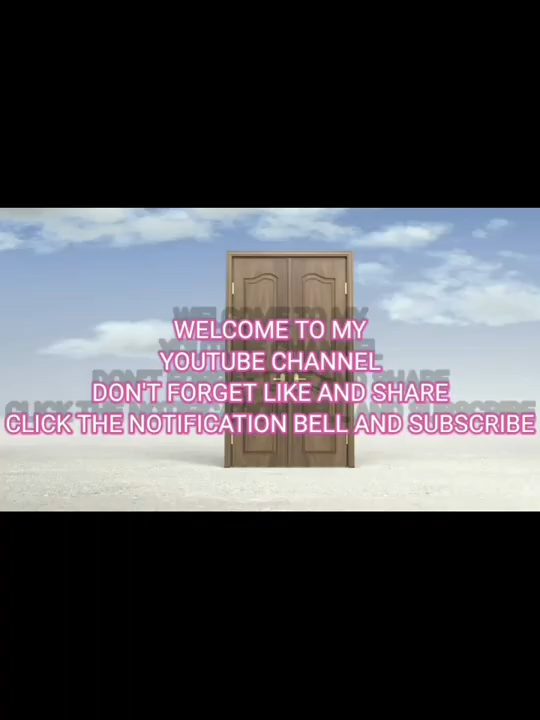 WELCOME TO MY
YOUTUBE CHANNEL
DON'T FORGET LIKE AND SHARE
CLICK THE NOTIFICATION BELL AND SUBSCRIBE